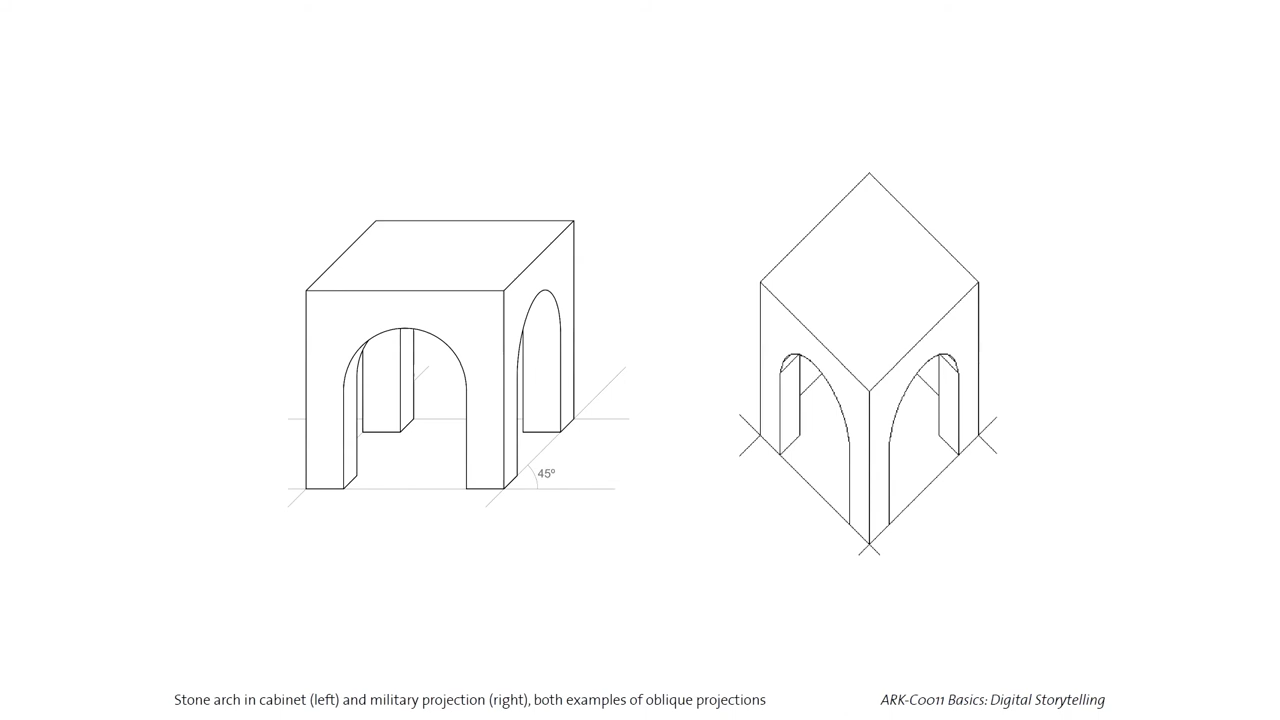 45º
Stone arch in cabinet (left) and military projection (right), both examples of oblique projections
ARK-C0011 Basics: Digital Storytelling